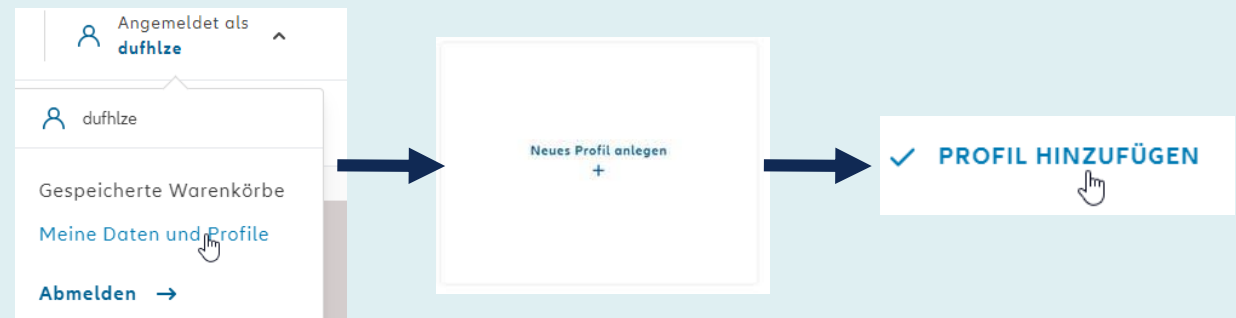 Angemeldet als
dufhlze
dufhlze
Gespeicherte Warenkörbe
Meine Daten und Profile
Abmelden →
Neues Profil anlegen
+
PROFIL HINZUFÜGEN